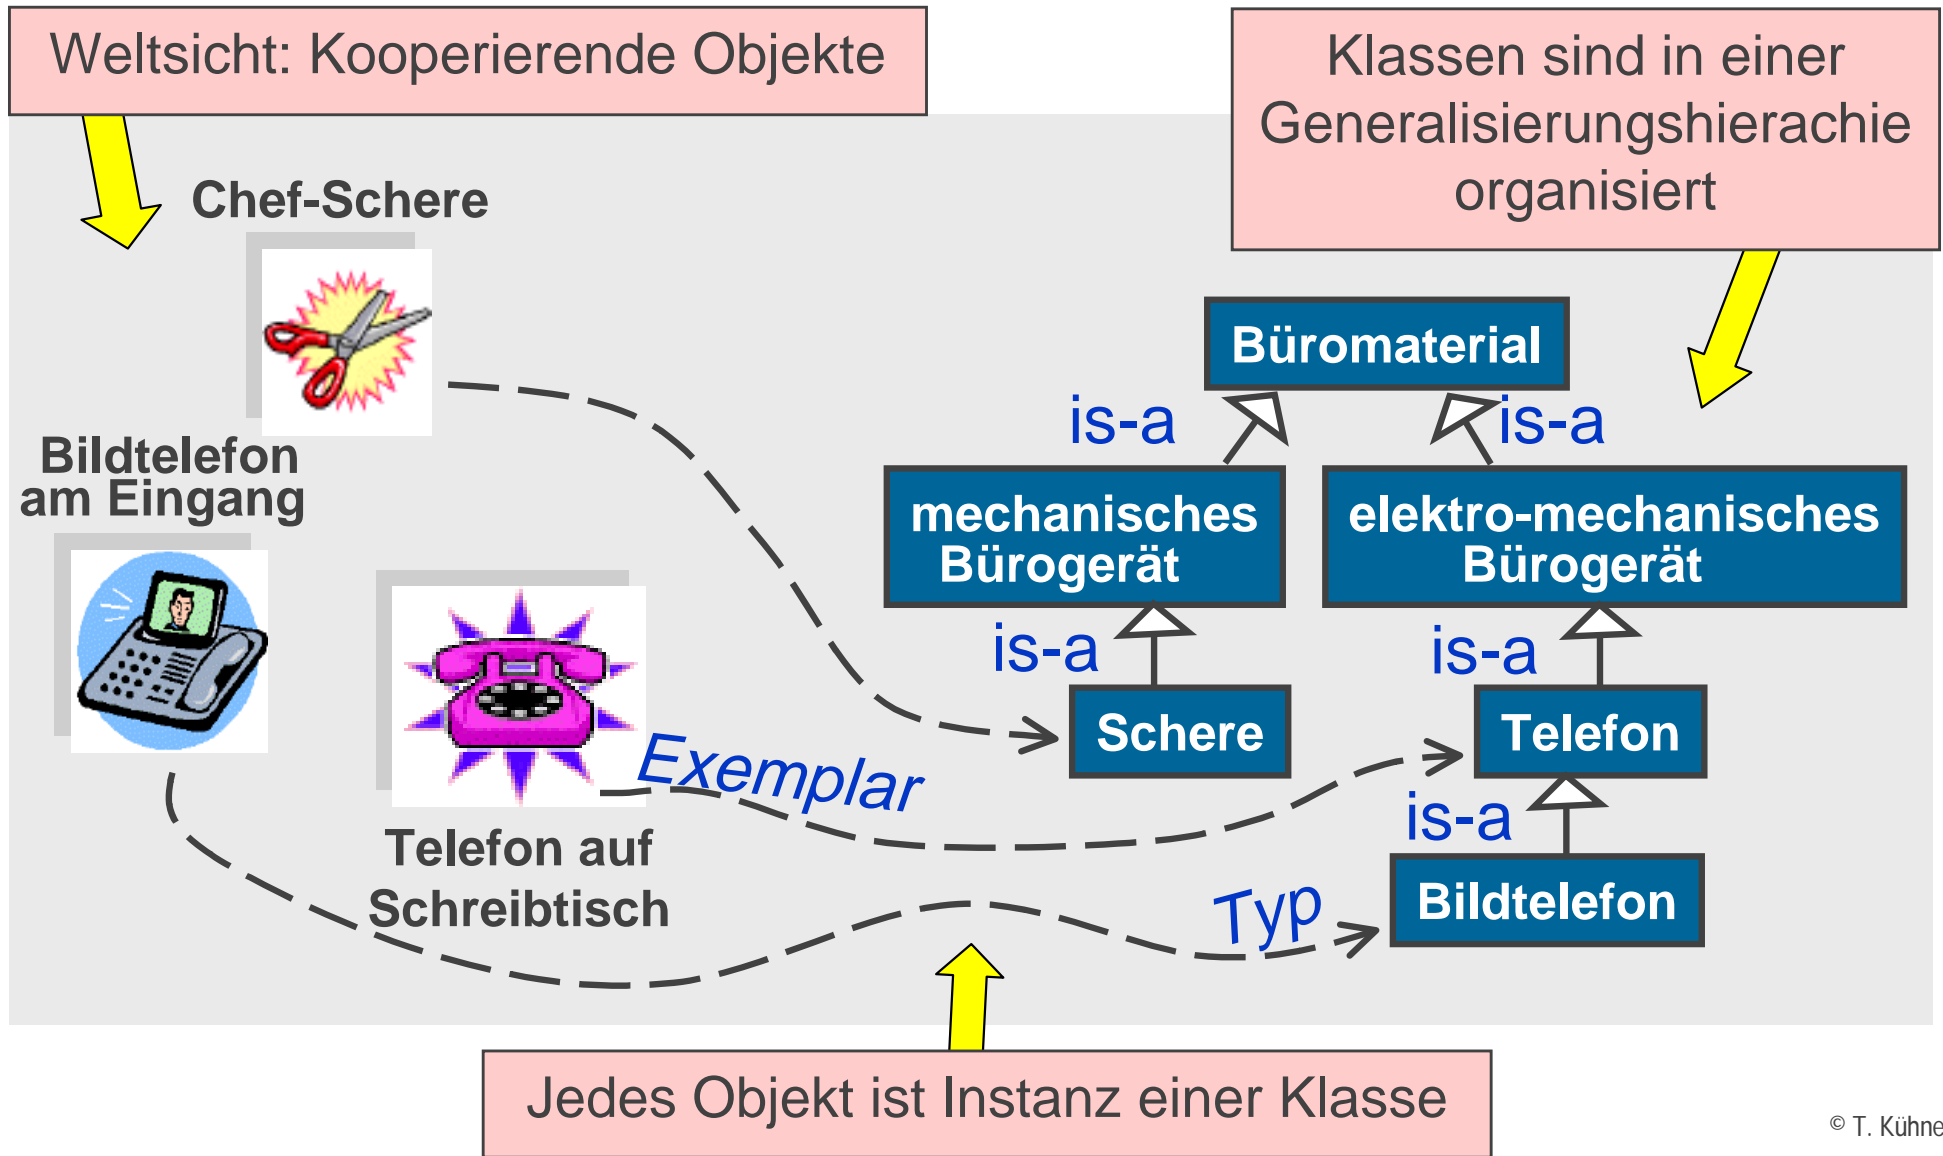 Weltsicht: Kooperierende Objekte
Klassen sind in einer
Generalisierungshierachie
organisiert
Chef-Schere
Bildtelefon
am Eingang
Telefon auf
Schreibtisch
Exemplar
Typ
Büromaterial
is-a
is-a
mechanisches
Bürogerät
elektro-mechanisches
Bürogerät
is-a
is-a
Schere
Telefon
is-a
Bildtelefon
Jedes Objekt ist Instanz einer Klasse
© T. Kühne